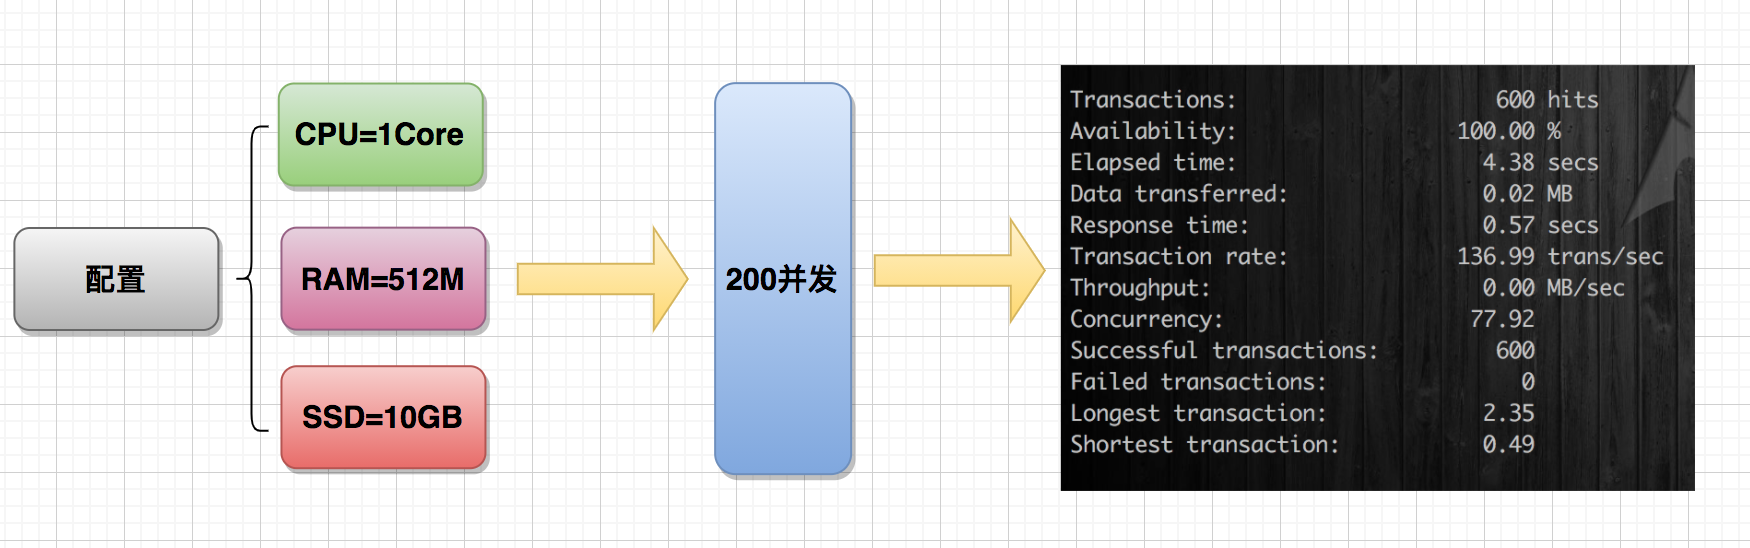 配置
CPU=1Core
RAM=512M
SSD=10GB
200并发
Transactions: 600 hits
Availability: 100.00 %
Elapsed time: 4.38 secs
Data transferred: 0.02 MB
Response time: 0.57 secs
Transaction rate: 136.99 trans/sec
Throughput: 0.00 MB/sec
Concurrency: 77.92
Successful transactions: 600
Failed transactions: 0
Longest transaction: 2.35
Shortest transaction: 0.49